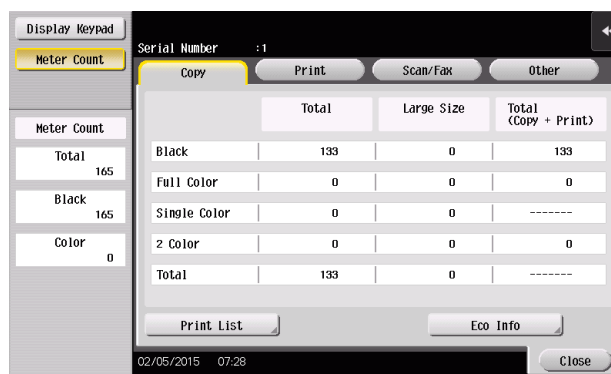 Display Keypad
Meter Count
Serial Number :1
Copy Print Scan/Fax Other
Meter Count
Total
165
Black
165
Color
0
Total Large Size Total (Copy + Print)
Black 133 0 133
Full Color 0 0 0
Single Color 0 0 -------
2 Color 0 0 0
Total 133 0 -------
Print List Eco Info
02/05/2015 07:28 Close